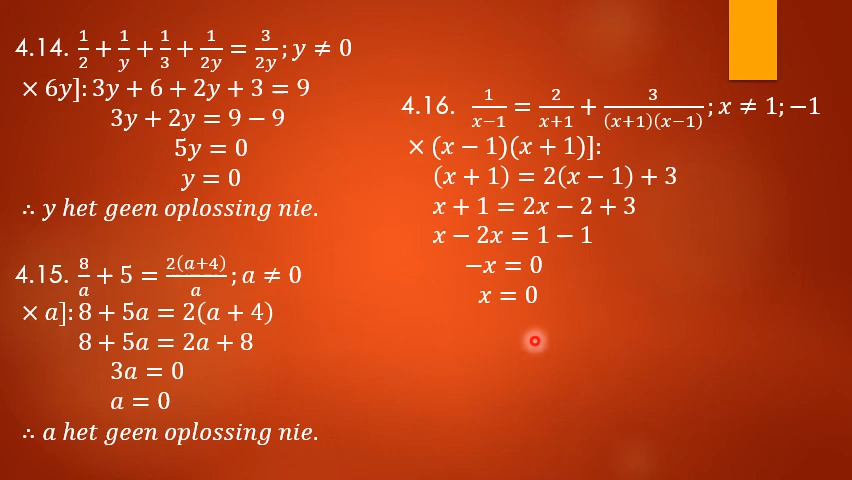 4.14. 1/2 + 1/y + 1/3 + 1/2y = 3/2y ; y ≠ 0
× 6y]: 3y + 6 + 2y + 3 = 9
3y + 2y = 9 − 9
5y = 0
y = 0
∴ y het geen oplossing nie.
4.15. 8/a + 5 = 2(a+4)/a ; a ≠ 0
× a]: 8 + 5a = 2(a + 4)
8 + 5a = 2a + 8
3a = 0
a = 0
∴ a het geen oplossing nie.
4.16. 1/x−1 = 2/x+1 + 3/(x+1)(x−1) ; x ≠ 1; −1
× (x − 1)(x + 1)]:
(x + 1) = 2(x − 1) + 3
x + 1 = 2x − 2 + 3
x − 2x = 1 − 1
−x = 0
x = 0